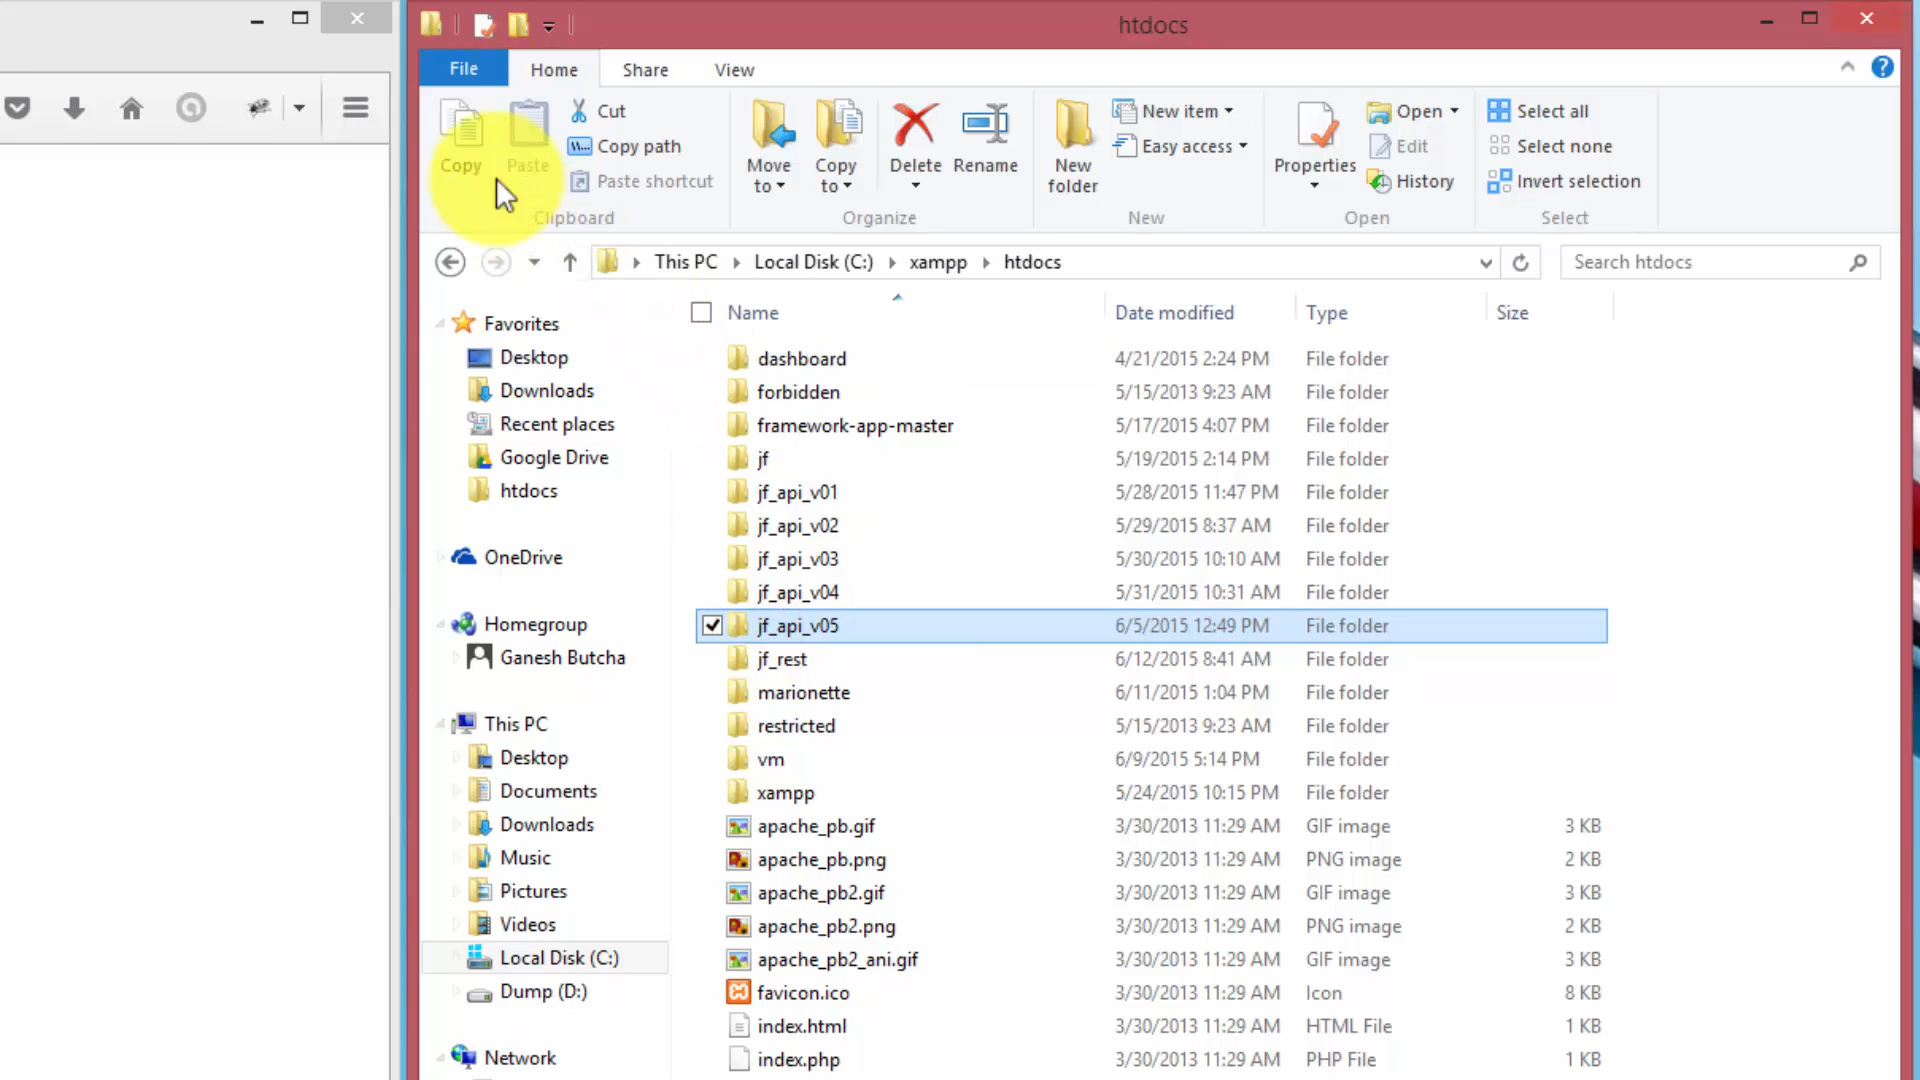 htdocs
File Home Share View
Copy
Paste
Cut
Copy path
Paste shortcut
Clipboard
Move to
Copy to
Delete
Rename
Organize
New folder
New item
Easy access
New
Properties
Open
Edit
History
Open
Select all
Select none
Invert selection
Select
This PC Local Disk (C:) xampp htdocs
Search htdocs
Favorites
Desktop
Downloads
Recent places
Google Drive
htdocs
OneDrive
Homegroup
Ganesh Butcha
This PC
Desktop
Documents
Downloads
Music
Pictures
Videos
Local Disk (C:)
Dump (D:)
Network
Name Date modified Type Size
dashboard 4/21/2015 2:24 PM File folder
forbidden 5/15/2013 9:23 AM File folder
framework-app-master 5/17/2015 4:07 PM File folder
jf 5/19/2015 2:14 PM File folder
jf_api_v01 5/28/2015 11:47 PM File folder
jf_api_v02 5/29/2015 8:37 AM File folder
jf_api_v03 5/30/2015 10:10 AM File folder
jf_api_v04 5/31/2015 10:31 AM File folder
jf_api_v05 6/5/2015 12:49 PM File folder
jf_rest 6/12/2015 8:41 AM File folder
marionette 6/11/2015 1:04 PM File folder
restricted 5/15/2013 9:23 AM File folder
vm 6/9/2015 5:14 PM File folder
xampp 5/24/2015 10:15 PM File folder
apache_pb.gif 3/30/2013 11:29 AM GIF image 3 KB
apache_pb.png 3/30/2013 11:29 AM PNG image 2 KB
apache_pb2.gif 3/30/2013 11:29 AM GIF image 3 KB
apache_pb2.png 3/30/2013 11:29 AM PNG image 2 KB
apache_pb2_ani.gif 3/30/2013 11:29 AM GIF image 3 KB
favicon.ico 3/30/2013 11:29 AM Icon 8 KB
index.html 3/30/2013 11:29 AM HTML File 1 KB
index.php 3/30/2013 11:29 AM PHP File 1 KB